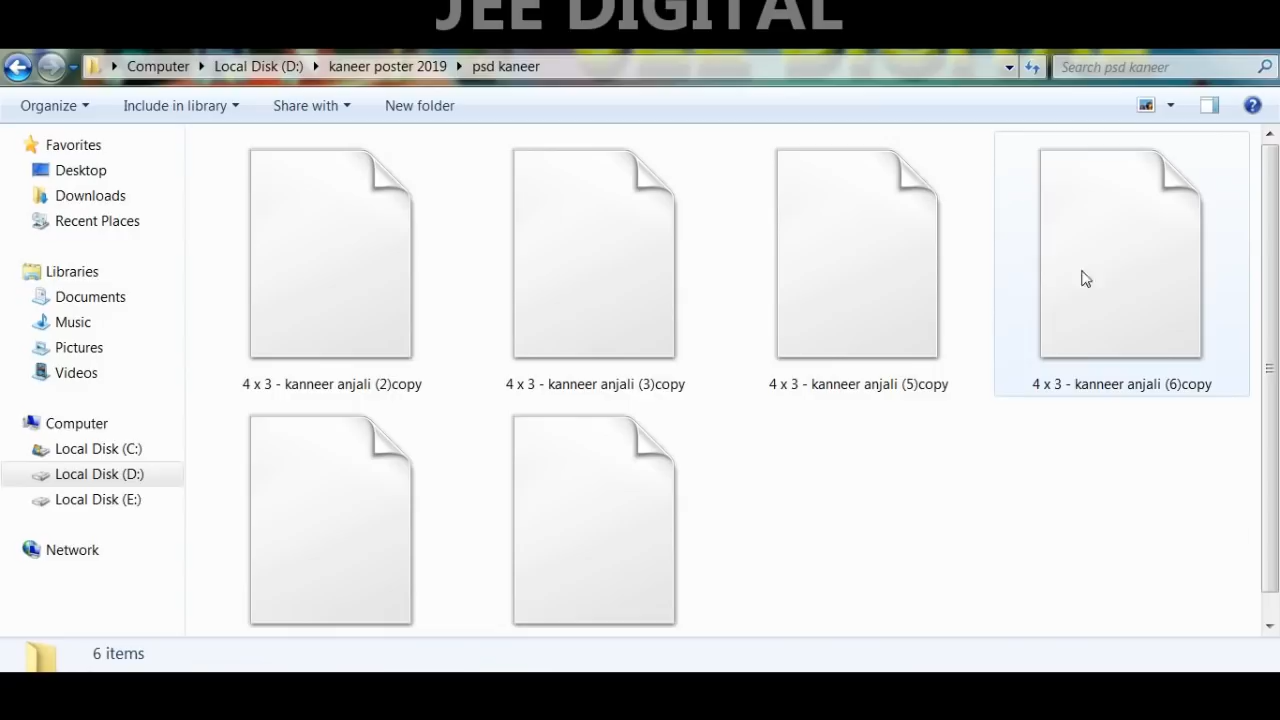 JEE DIGITAL
Computer Local Disk (D:) kaneer poster 2019 psd kaneer
Search psd kaneer
Organize Include in library Share with New folder
Favorites
Desktop
Downloads
Recent Places
Libraries
Documents
Music
Pictures
Videos
Computer
Local Disk (C:)
Local Disk (D:)
Local Disk (E:)
Network
4 x 3 - kanneer anjali (2)copy
4 x 3 - kanneer anjali (3)copy
4 x 3 - kanneer anjali (5)copy
4 x 3 - kanneer anjali (6)copy
6 items